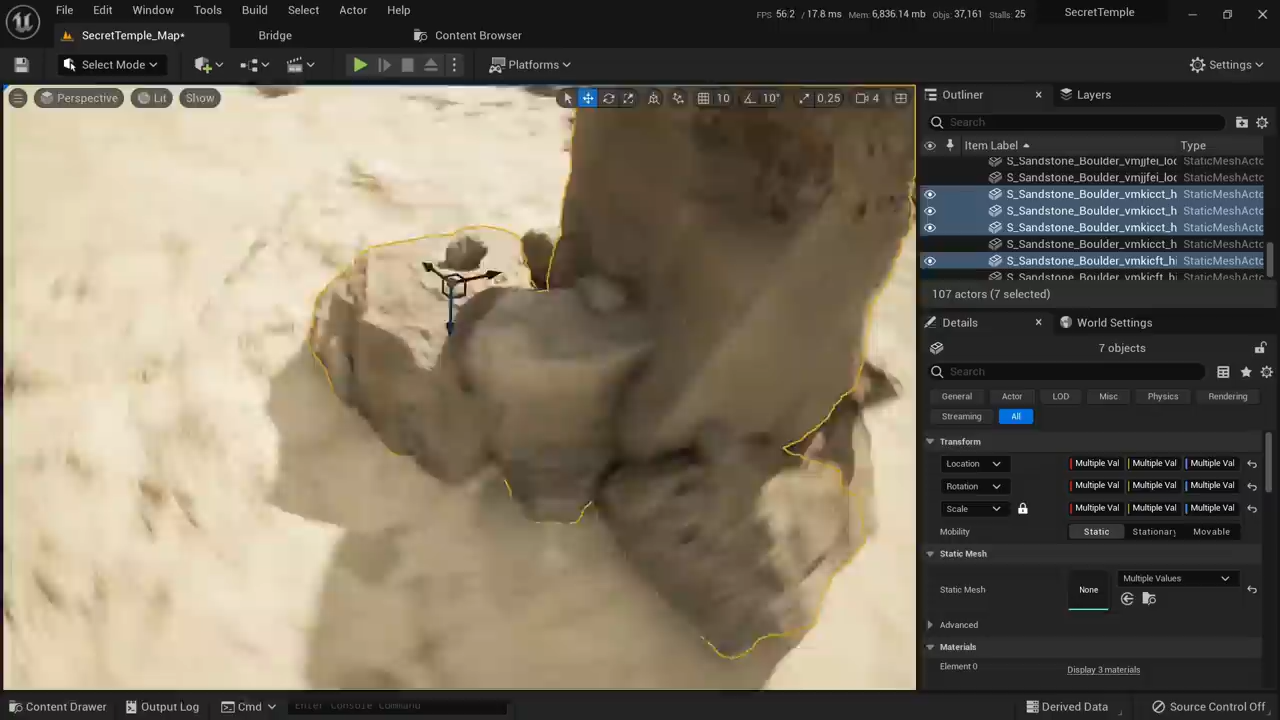 File Edit Window Tools Build Select Actor Help
FPS: 56.2 / 17.8 ms Mem: 6,836.14 mb Objs: 37,161 Stalls: 25 SecretTemple
SecretTemple_Map* Bridge Content Browser
Select Mode Platforms Settings
Perspective Lit Show 10 10° 0.25 4
Outliner Layers
Search
Item Label Type
S_Sandstone_Boulder_vmjjfei_loc StaticMeshActo
S_Sandstone_Boulder_vmjjfei_loc StaticMeshActo
S_Sandstone_Boulder_vmkicct_h StaticMeshActo
S_Sandstone_Boulder_vmkicct_h StaticMeshActo
S_Sandstone_Boulder_vmkicct_h StaticMeshActo
S_Sandstone_Boulder_vmkicct_h StaticMeshActo
S_Sandstone_Boulder_vmkicft_hi StaticMeshActo
S_Sandstone_Boulder_vmkicft_hi StaticMeshActo
107 actors (7 selected)
Details World Settings
7 objects
Search
General Actor LOD Misc Physics Rendering
Streaming All
Transform
Location Multiple Val Multiple Val Multiple Val
Rotation Multiple Val Multiple Val Multiple Val
Scale Multiple Val Multiple Val Multiple Val
Mobility Static Stationary Movable
Static Mesh
Static Mesh None Multiple Values
Advanced
Materials
Element 0 Display 3 materials
Content Drawer Output Log Cmd Enter Console Command Derived Data Source Control Off